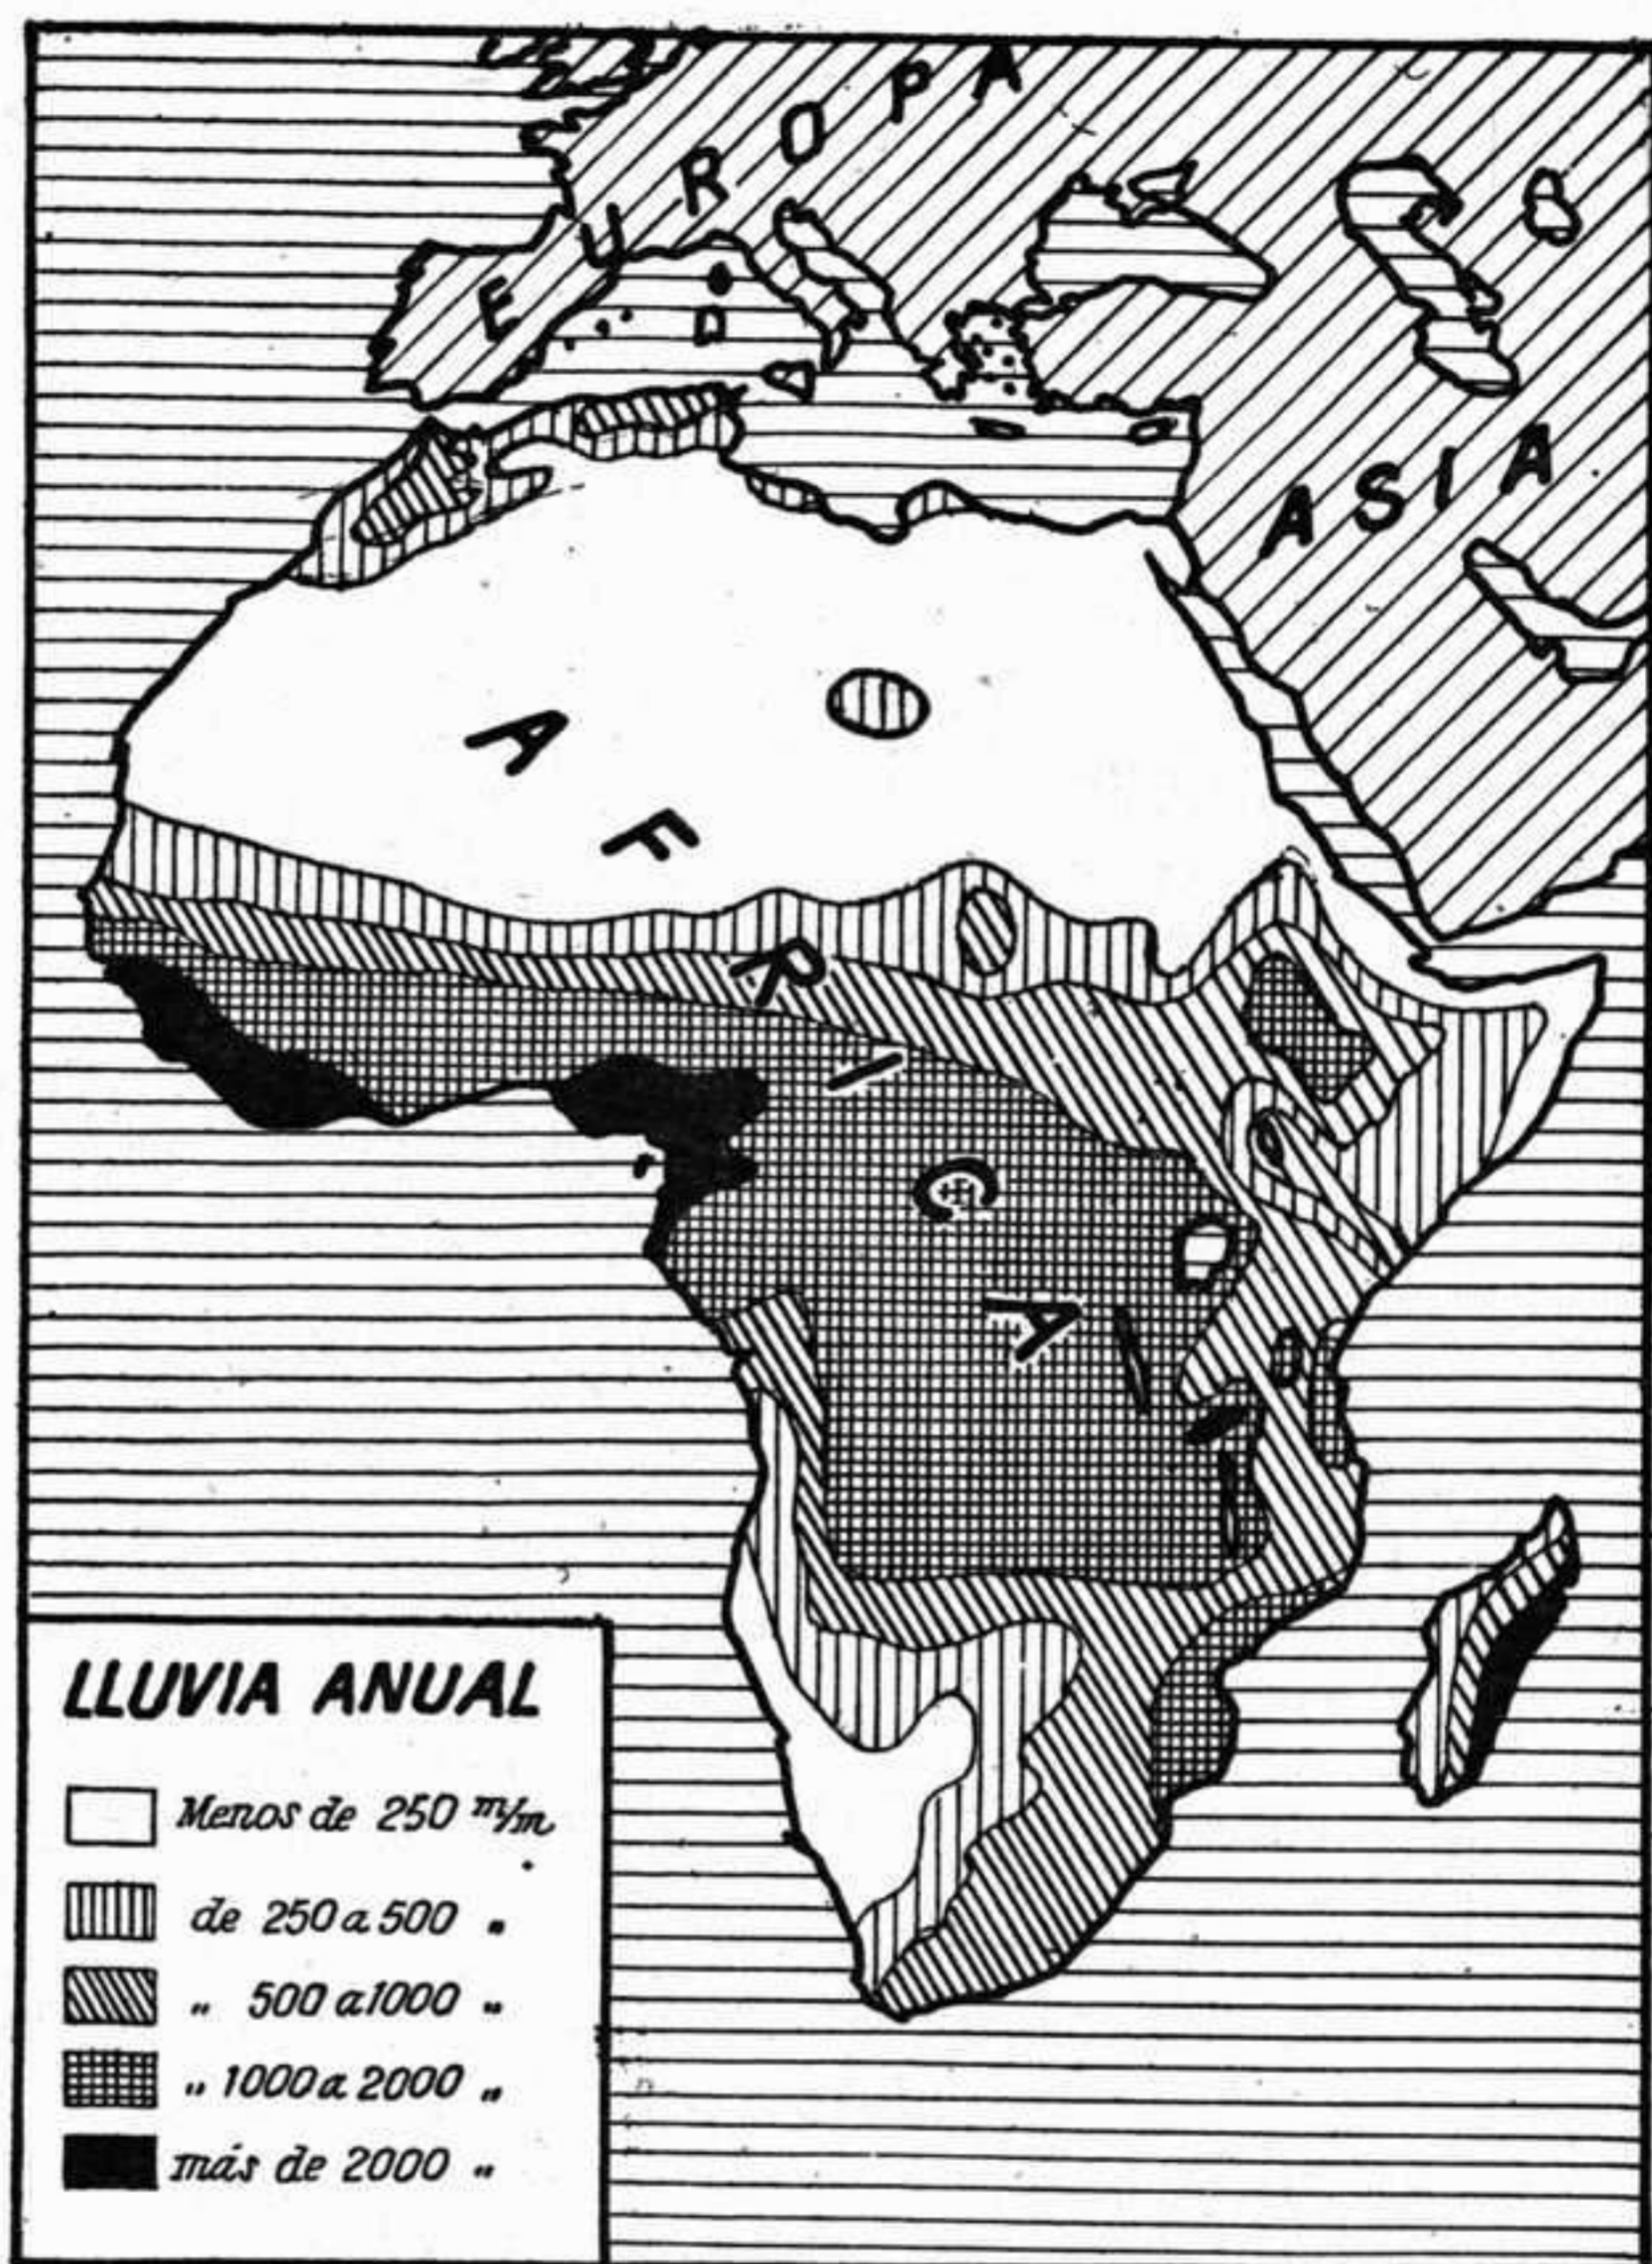 EUROPA
ASIA
AFRICA
LLUVIA ANUAL
Menos de 250 m/m
de 250 a 500 "
" 500 a 1000 "
" 1000 a 2000 "
más de 2000 "